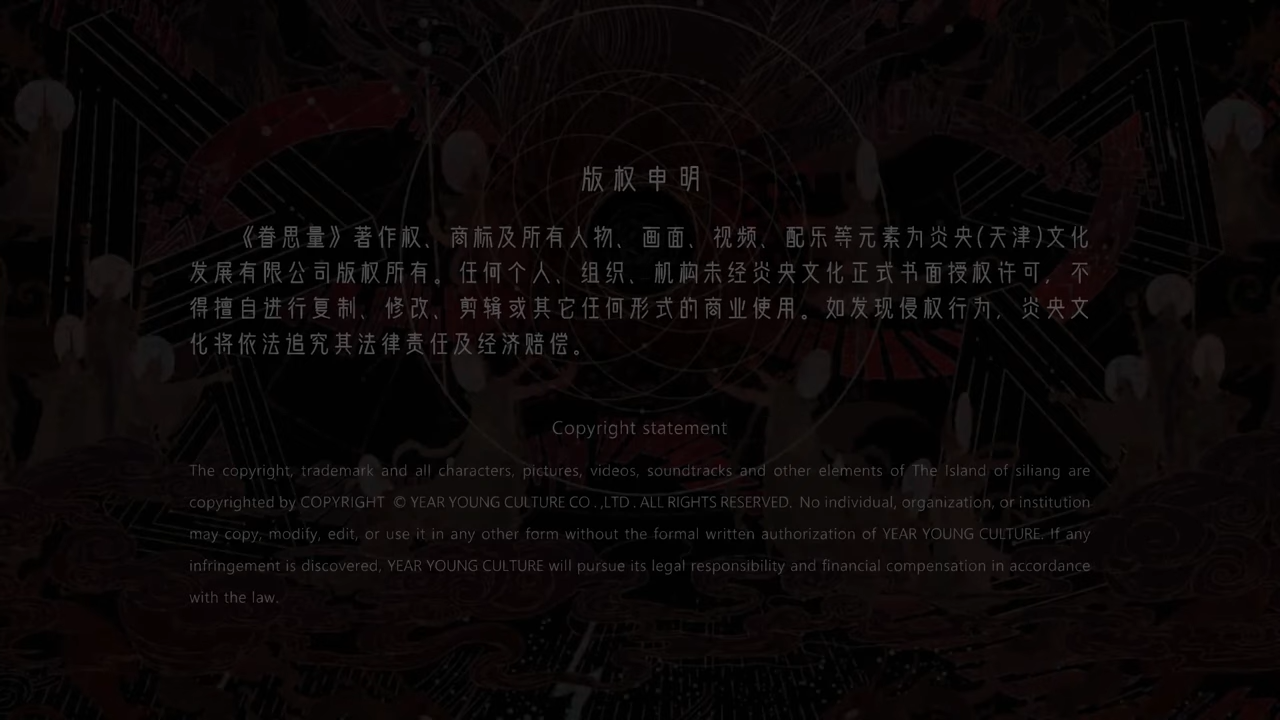 版权申明
《眷思量》著作权、商标及所有人物、画面、视频、配乐等元素为炎央(天津)文化
发展有限公司版权所有。任何个人、组织、机构未经炎央文化正式书面授权许可，不
得擅自进行复制、修改、剪辑或其它任何形式的商业使用。如发现侵权行为，炎央文
化将依法追究其法律责任及经济赔偿。
Copyright statement
The copyright, trademark and all characters, pictures, videos, soundtracks and other elements of The Island of siliang are
copyrighted by COPYRIGHT © YEAR YOUNG CULTURE CO . ,LTD . ALL RIGHTS RESERVED. No individual, organization, or institution
may copy, modify, edit, or use it in any other form without the formal written authorization of YEAR YOUNG CULTURE. If any
infringement is discovered, YEAR YOUNG CULTURE will pursue its legal responsibility and financial compensation in accordance
with the law.